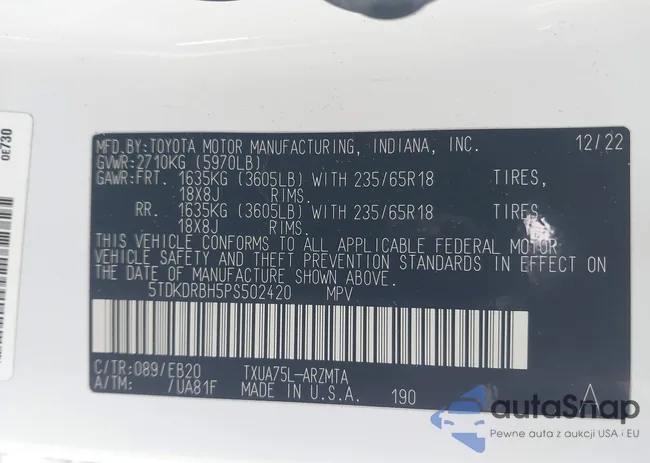 0E730
MFD.BY:TOYOTA MOTOR MANUFACTURING, INDIANA, INC. 12/22
GVWR:2710KG (5970LB)
GAWR:FRT. 1635KG (3605LB) WITH 235/65R18 TIRES,
18X8J RIMS.
RR. 1635KG (3605LB) WITH 235/65R18 TIRES,
18X8J RIMS.
THIS VEHICLE CONFORMS TO ALL APPLICABLE FEDERAL MOTOR
VEHICLE SAFETY AND THEFT PREVENTION STANDARDS IN EFFECT ON
THE DATE OF MANUFACTURE SHOWN ABOVE.
5TDKDRBH5PS502420 MPV
C/TR:089/EB20 TXUA75L-ARZMTA
A/TM: /UA81F MADE IN U.S.A. 190 A
autaSnap
Pewne auta z aukcji USA i EU